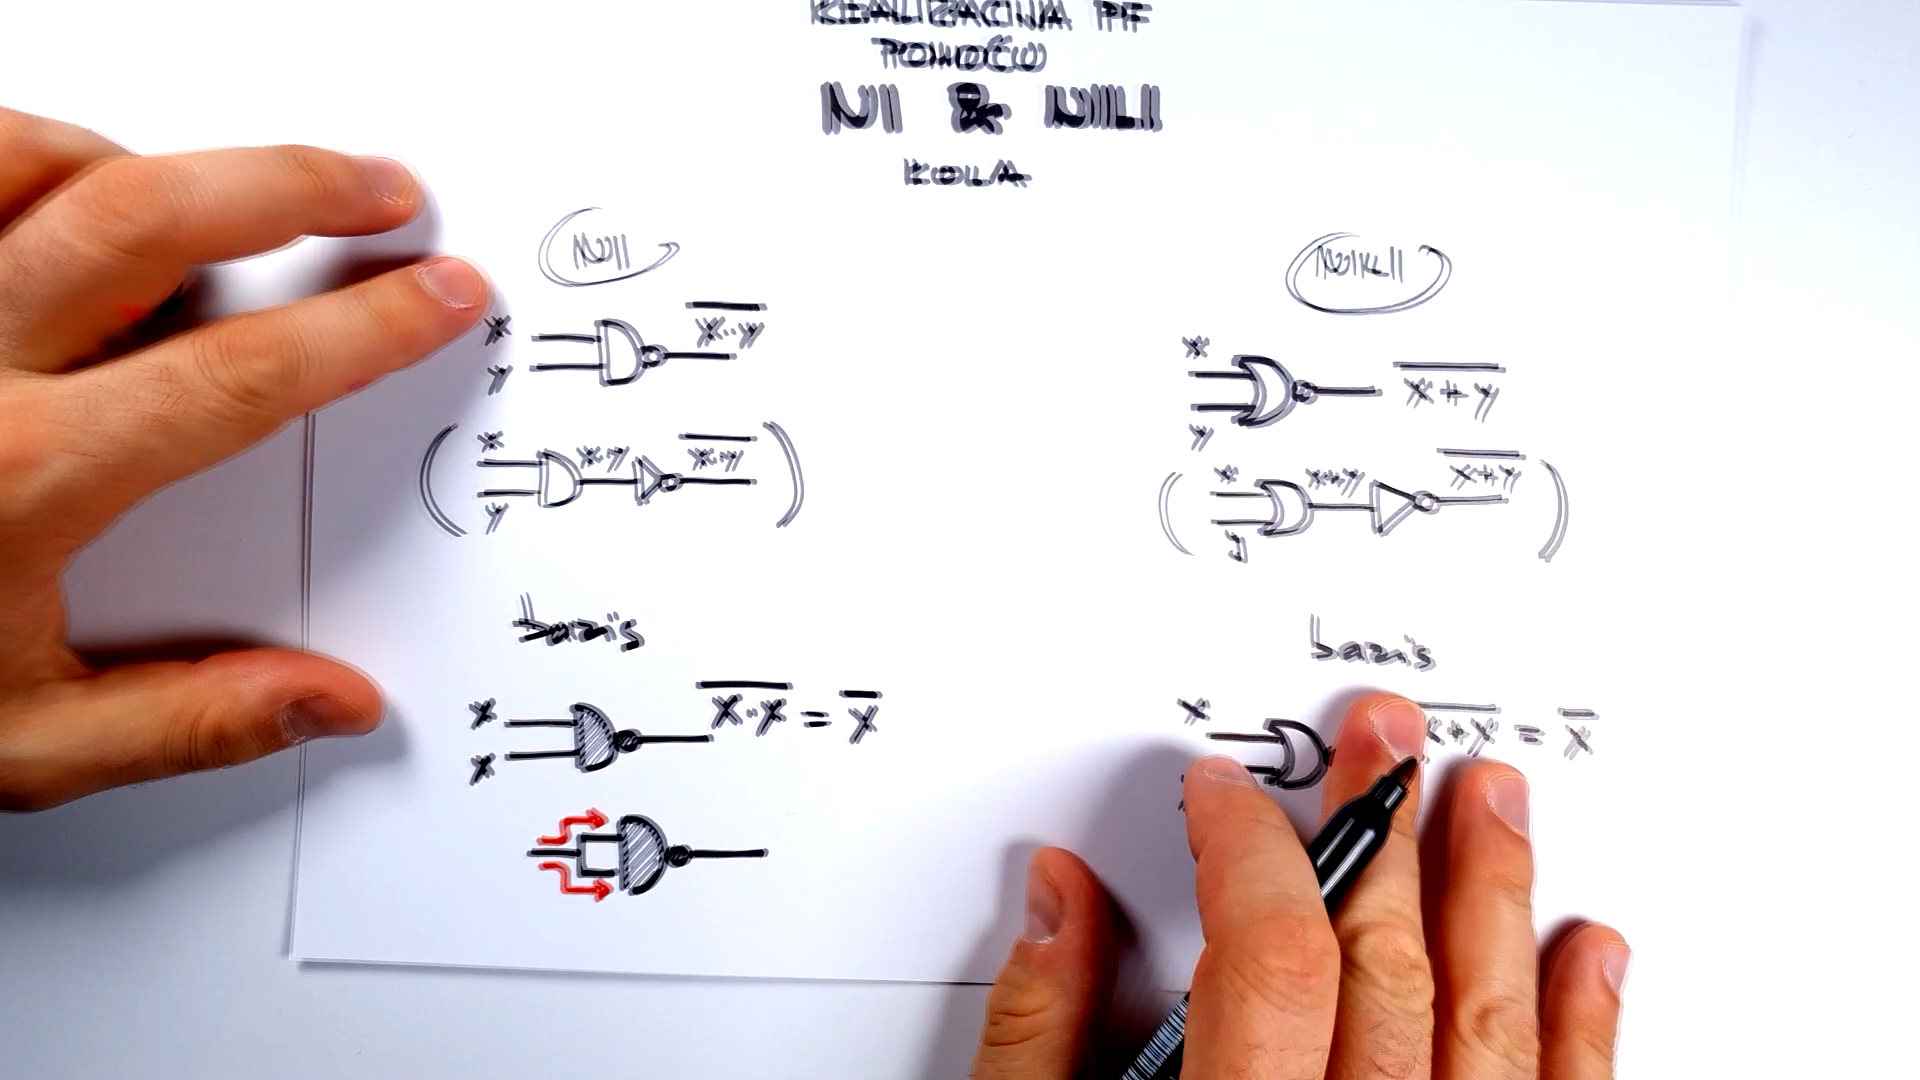 REALIZACIJA PF
POMOĆU
NI & NILI
KOLA
NI
x
y
x·y
x
y
x·y
x·y
bazis
x
x
x·x = x
NILI
x
y
x+y
x
y
x+y
x+y
bazis
x
x+x = x